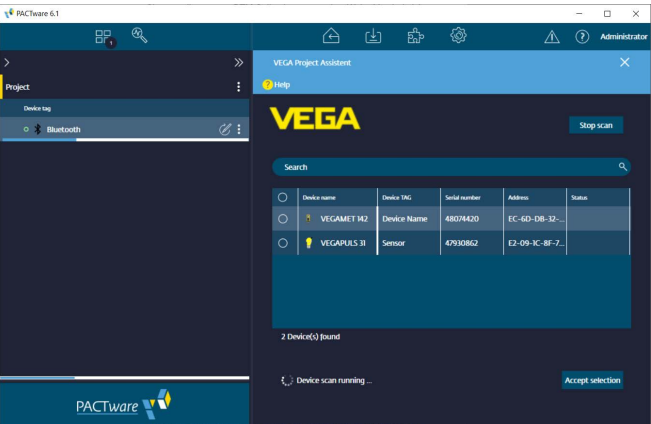 PACTware 6.1
1
?
Administrator
Project
Device tag
Bluetooth
PACTware
VEGA Project Assistent
? Help
VEGA
Stop scan
Search
Device name Device TAG Serial number Address Status
VEGAMET 142 Device Name 48074420 EC-6D-DB-32-...
VEGAPULS 31 Sensor 47930862 E2-09-1C-8F-7...
2 Device(s) found
Device scan running ...
Accept selection